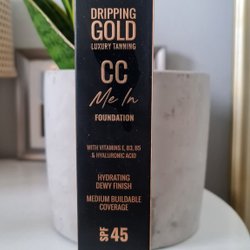 DRIPPING
GOLD
LUXURY TANNING
CC
Me In
FOUNDATION
WITH VITAMINS E, B3, B5
& HYALURONIC ACID
HYDRATING
DEWY FINISH
MEDIUM BUILDABLE
COVERAGE
SPF 45